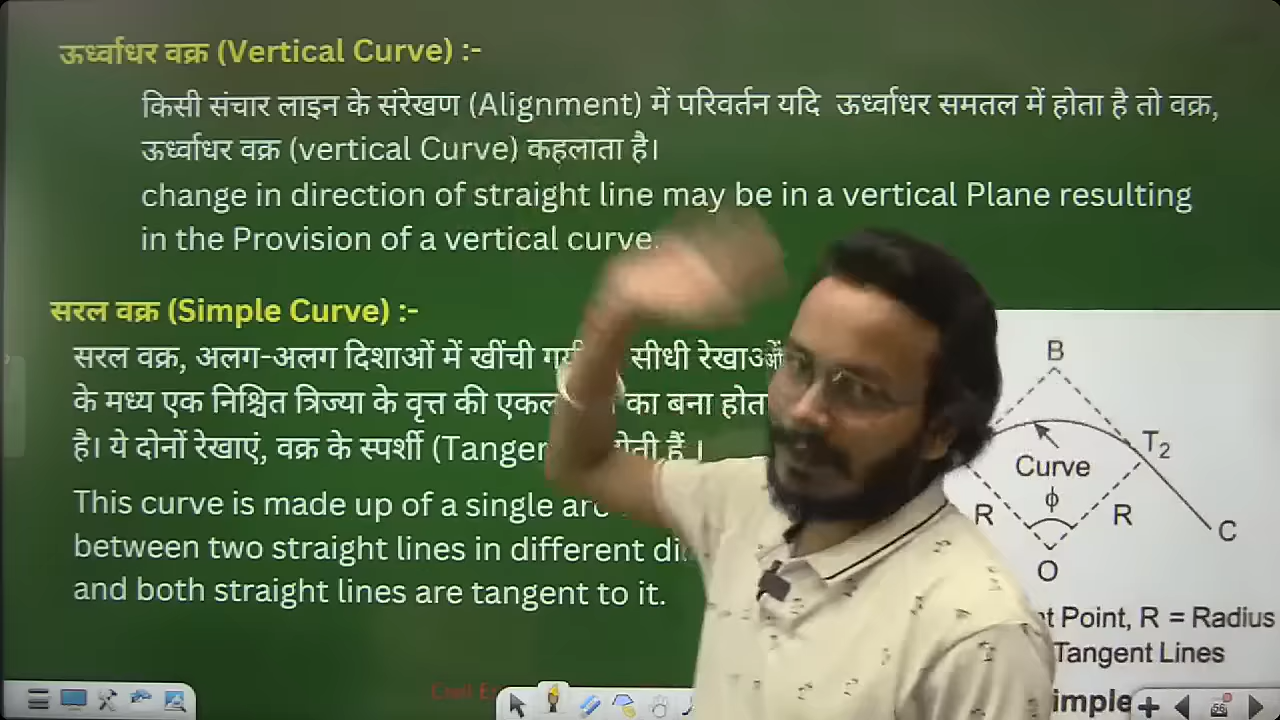 ऊर्ध्वाधर वक्र (Vertical Curve) :-
किसी संचार लाइन के संरेखण (Alignment) में परिवर्तन यदि ऊर्ध्वाधर समतल में होता है तो वक्र,
ऊर्ध्वाधर वक्र (vertical Curve) कहलाता है।
change in direction of straight line may be in a vertical Plane resulting
in the Provision of a vertical curve.
सरल वक्र (Simple Curve) :-
सरल वक्र, अलग-अलग दिशाओं में खींची सीधी रेखाओं
के मध्य एक निश्चित त्रिज्या के वृत्त की का बना होता
है। ये दोनों रेखाएं, वक्र के स्पर्शी हैं ।
This curve is made up of a single arc
between two straight lines in different
and both straight lines are tangent to it.
B
T2
Curve
ϕ
R R
C
O
Point, R = Radius
Tangent Lines